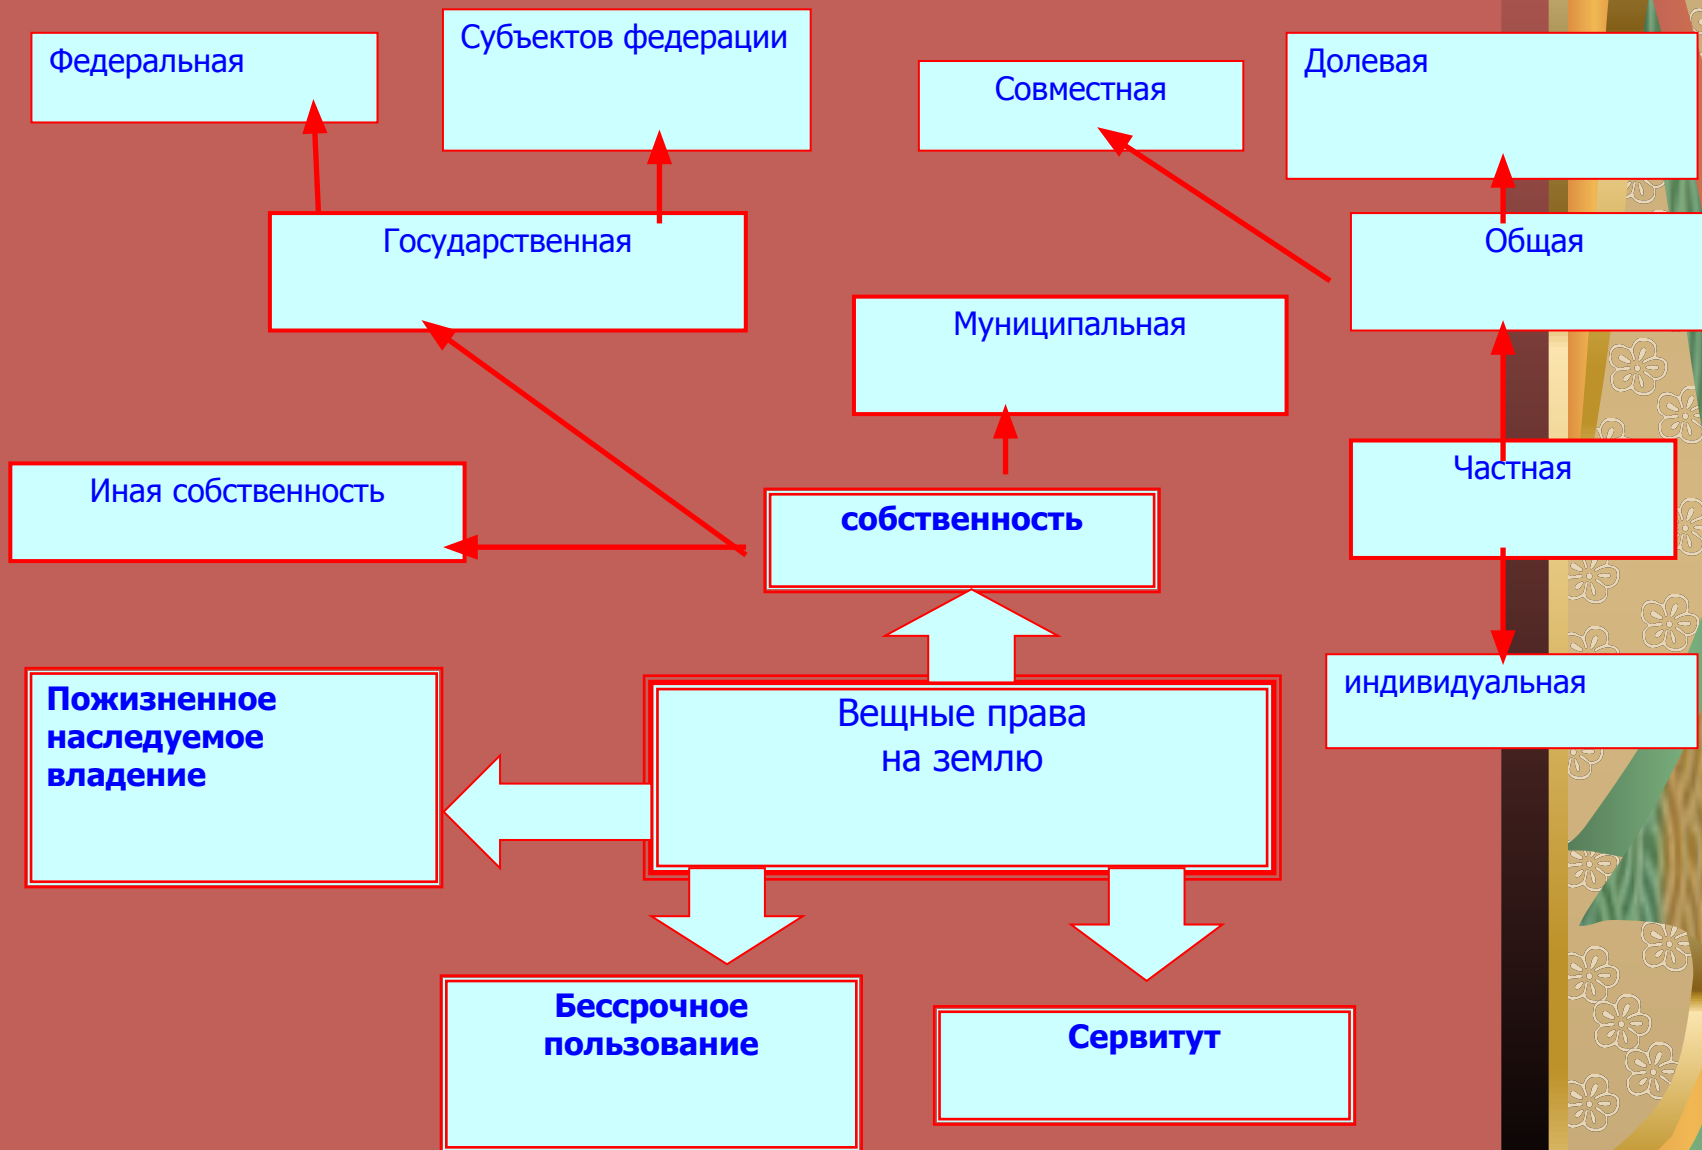 Федеральная
Субъектов федерации
Совместная
Долевая
Государственная
Общая
Муниципальная
Иная собственность
собственность
Частная
Пожизненное
наследуемое
владение
Вещные права
на землю
индивидуальная
Бессрочное
пользование
Сервитут